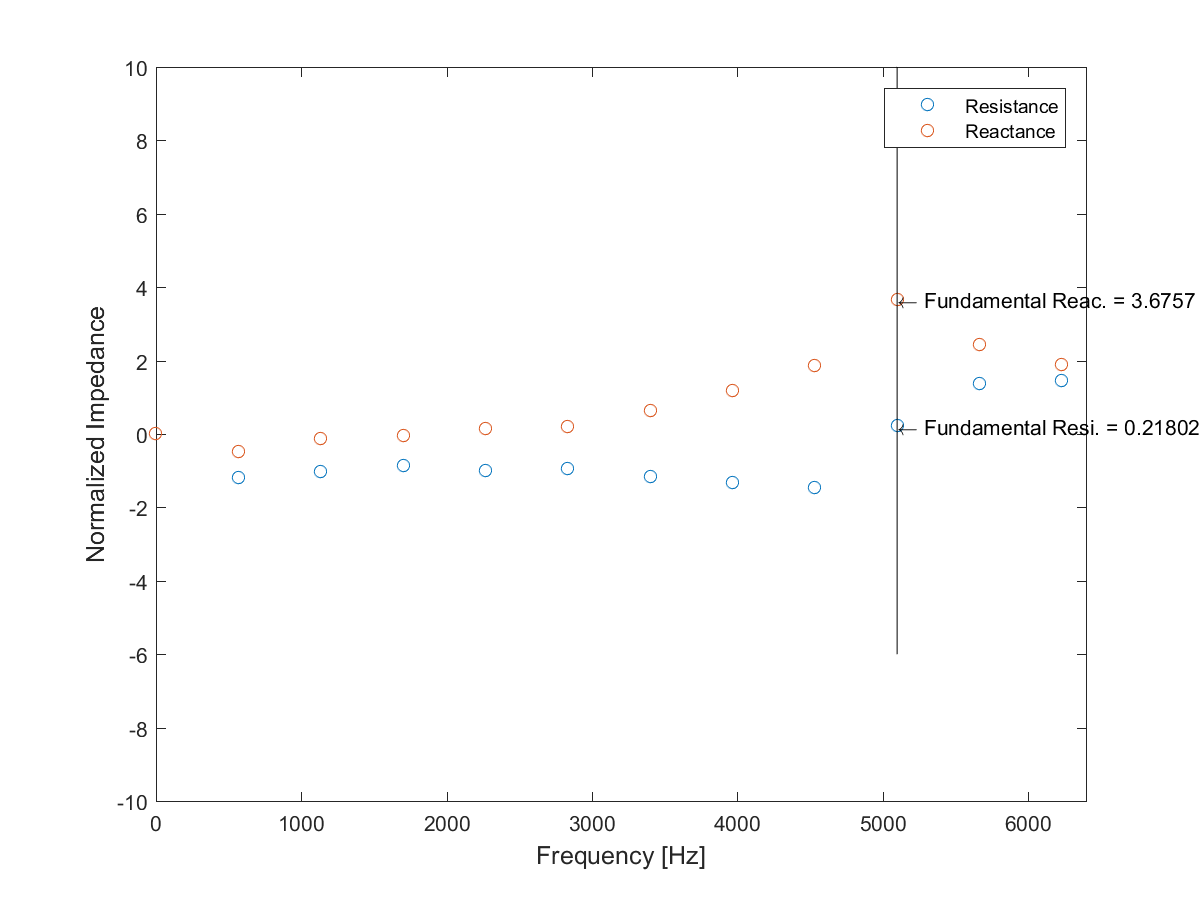 10
8
6
4
2
0
-2
-4
-6
-8
-10
Normalized Impedance
Resistance
Reactance
← Fundamental Reac. = 3.6757
← Fundamental Resi. = 0.21802
0 1000 2000 3000 4000 5000 6000
Frequency [Hz]